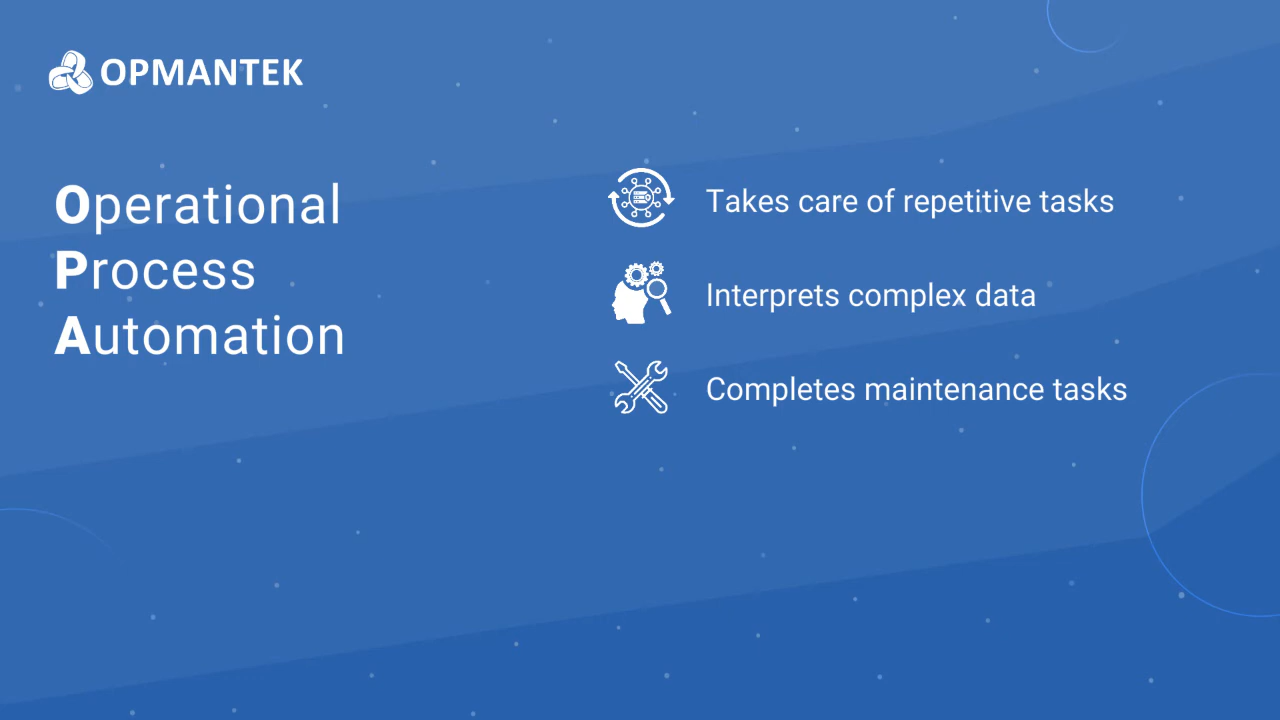 OPMANTEK
Operational
Process
Automation
Takes care of repetitive tasks
Interprets complex data
Completes maintenance tasks